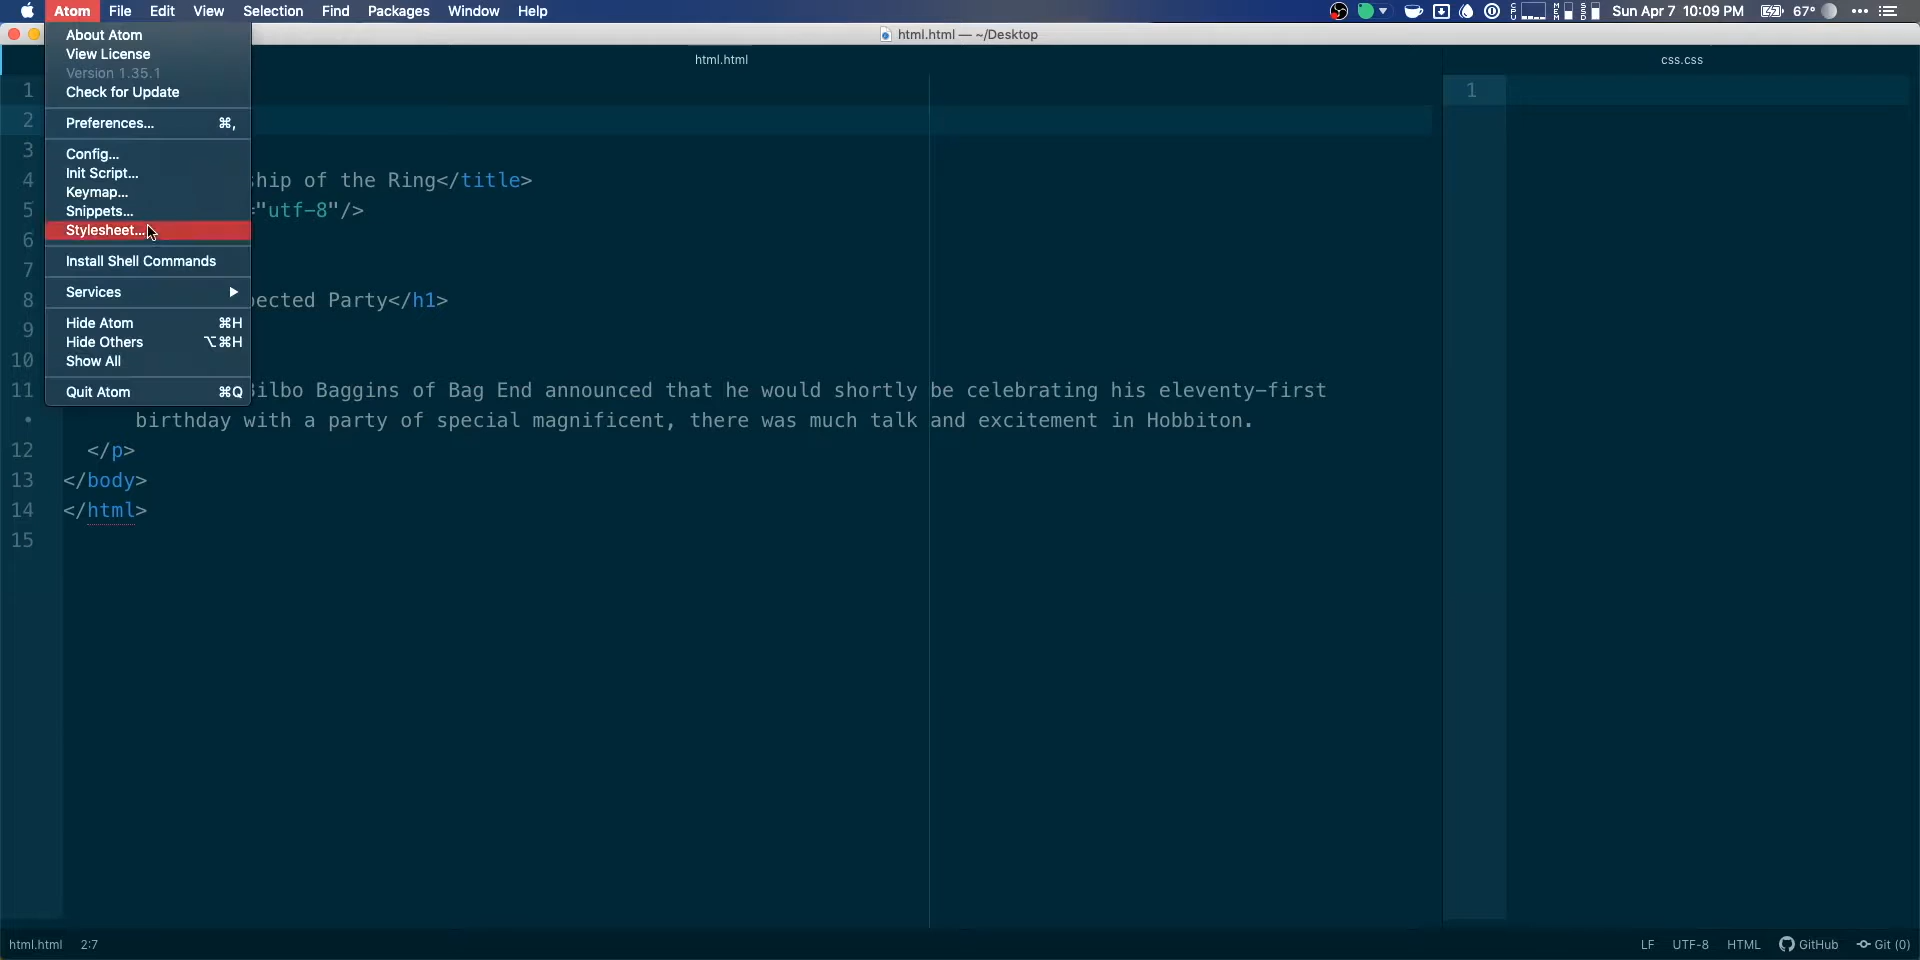 Atom File Edit View Selection Find Packages Window Help
CPU MEM SSD Sun Apr 7 10:09 PM 67°
html.html — ~/Desktop
About Atom
View License
Version 1.35.1
Check for Update
Preferences... ⌘,
Config...
Init Script...
Keymap...
Snippets...
Stylesheet...
Install Shell Commands
Services ▶
Hide Atom ⌘H
Hide Others ⌥⌘H
Show All
Quit Atom ⌘Q
html.html
css.css
1
2
3
4 ship of the Ring</title>
5 ="utf-8"/>
6
7
8 pected Party</h1>
9
10
11 Bilbo Baggins of Bag End announced that he would shortly be celebrating his eleventy-first
• birthday with a party of special magnificent, there was much talk and excitement in Hobbiton.
12 </p>
13 </body>
14 </html>
15
1
html.html 2:7
LF UTF-8 HTML GitHub Git (0)